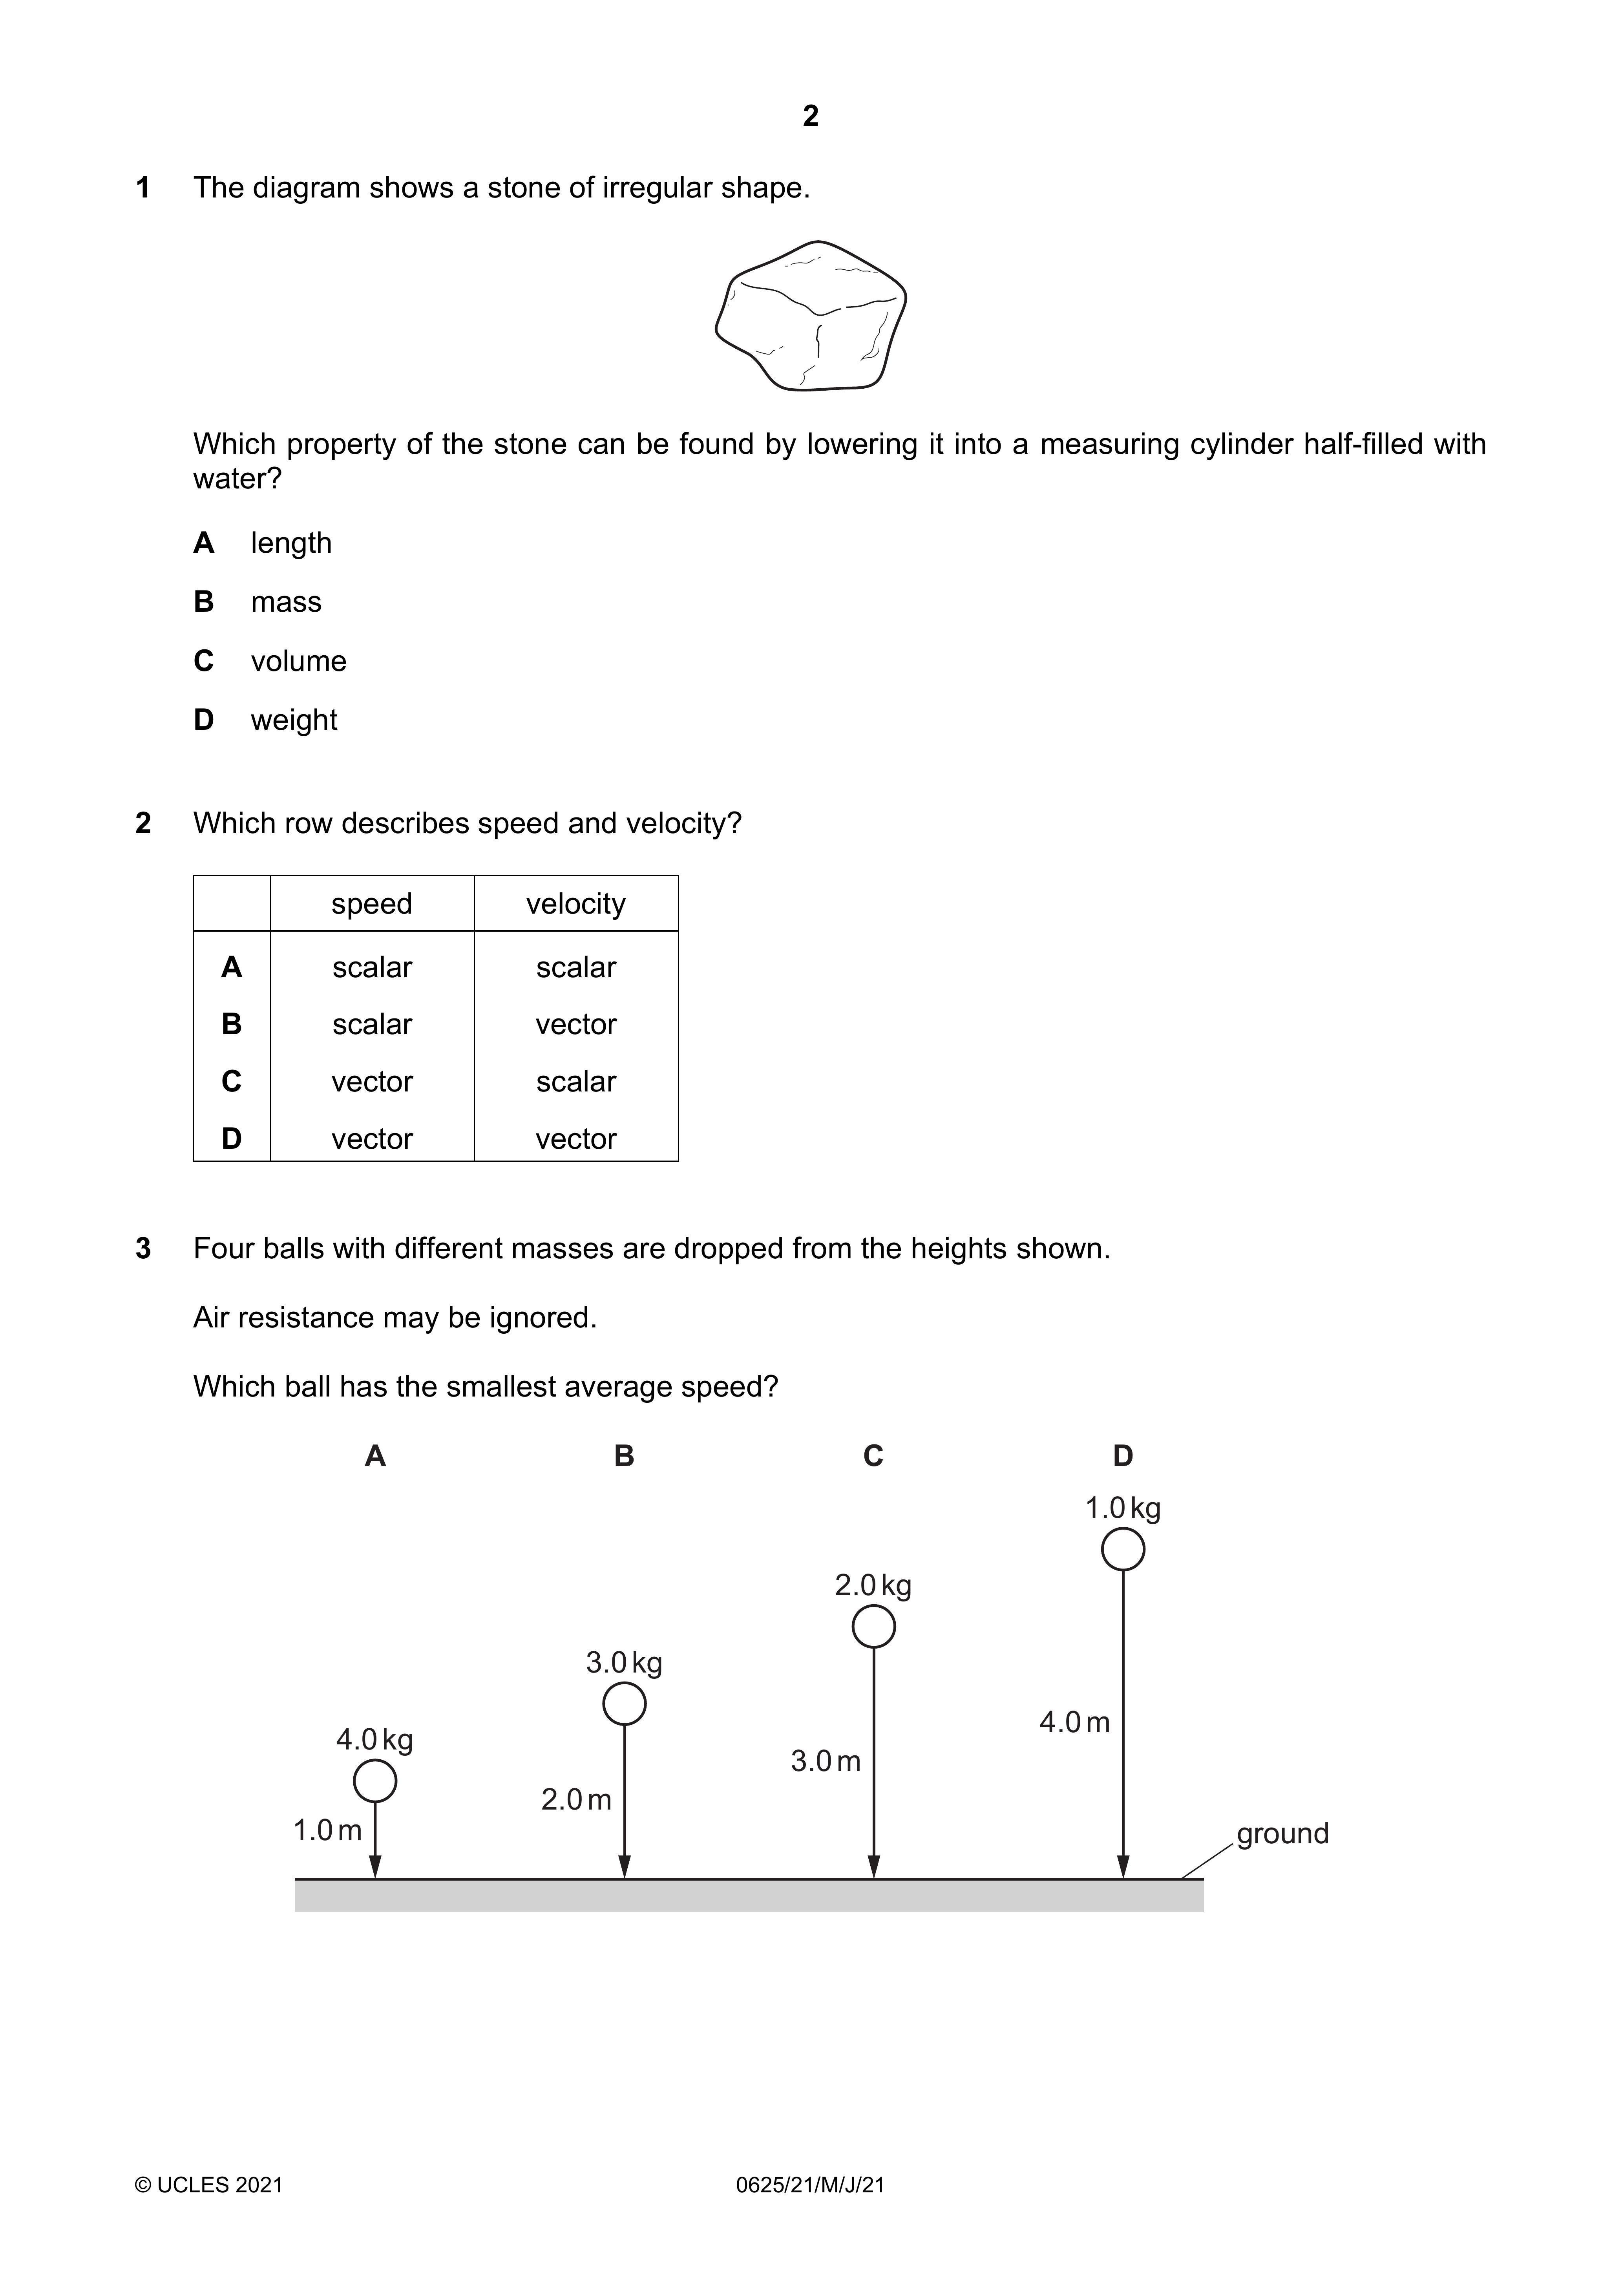 2
1 The diagram shows a stone of irregular shape.
Which property of the stone can be found by lowering it into a measuring cylinder half-filled with
water?
A length
B mass
C volume
D weight
2 Which row describes speed and velocity?
speed velocity
A scalar scalar
B scalar vector
C vector scalar
D vector vector
3 Four balls with different masses are dropped from the heights shown.
Air resistance may be ignored.
Which ball has the smallest average speed?
A B C D
1.0 kg
2.0 kg
3.0 kg
4.0 m
4.0 kg
3.0 m
2.0 m
1.0 m
ground
© UCLES 2021 0625/21/M/J/21